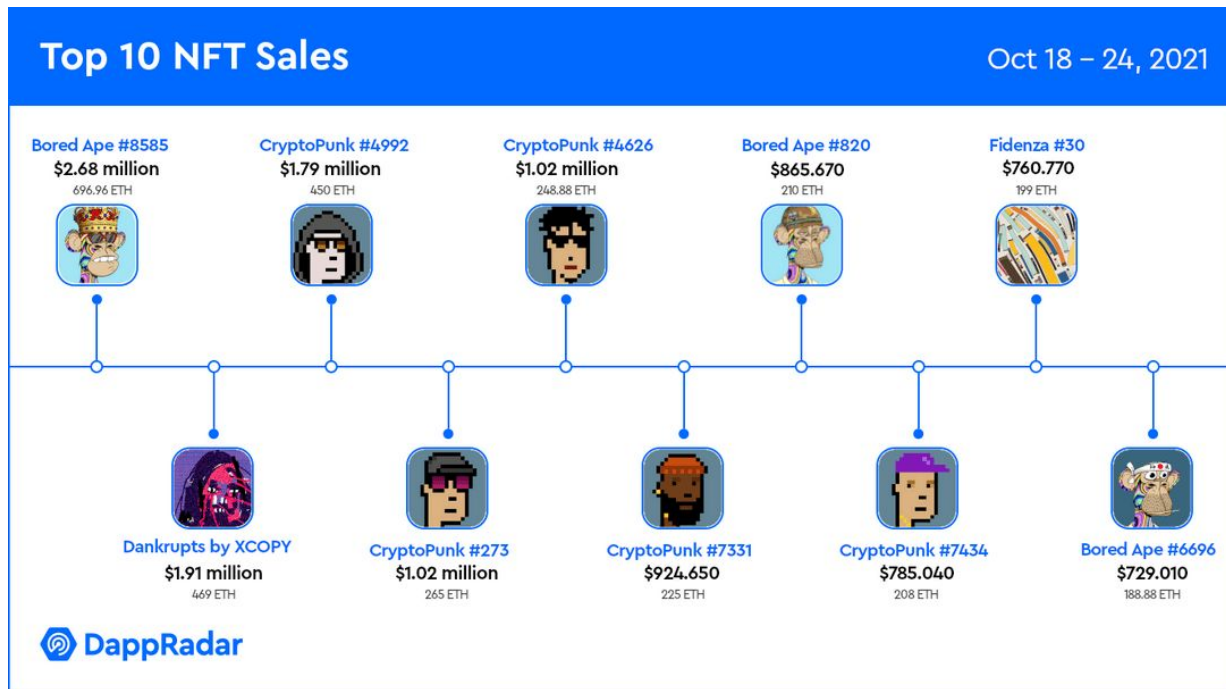 Top 10 NFT Sales
Oct 18 – 24, 2021
Bored Ape #8585
$2.68 million
696.96 ETH
CryptoPunk #4992
$1.79 million
450 ETH
CryptoPunk #4626
$1.02 million
248.88 ETH
Bored Ape #820
$865.670
210 ETH
Fidenza #30
$760.770
199 ETH
Dankrupts by XCOPY
$1.91 million
469 ETH
CryptoPunk #273
$1.02 million
265 ETH
CryptoPunk #7331
$924.650
225 ETH
CryptoPunk #7434
$785.040
208 ETH
Bored Ape #6696
$729.010
188.88 ETH
DappRadar